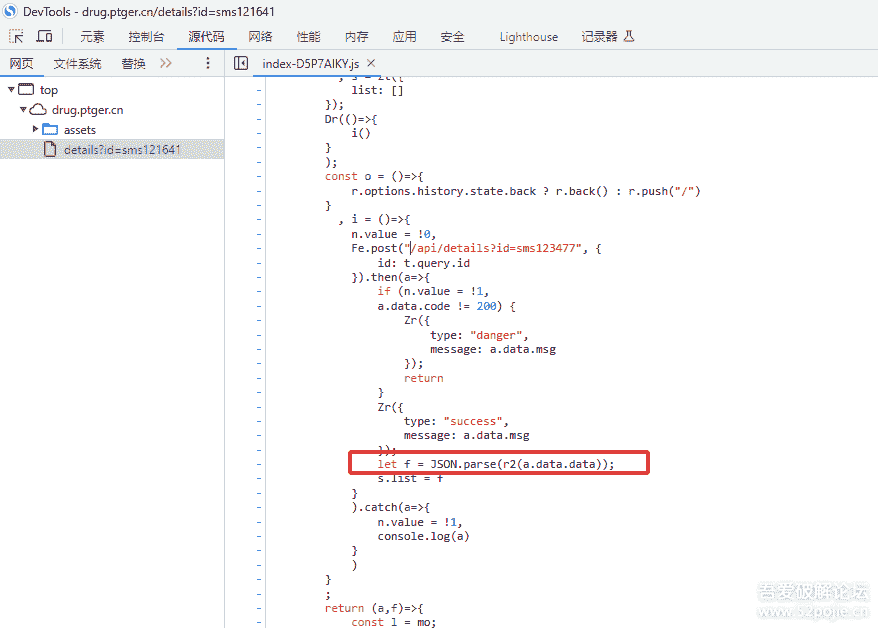 DevTools - drug.ptger.cn/details?id=sms121641
元素 控制台 源代码 网络 性能 内存 应用 安全 Lighthouse 记录器
网页 文件系统 替换 index-D5P7AIKY.js
top
drug.ptger.cn
assets
details?id=sms121641
list: []
});
Dr(()=>{
i()
}
);
const o = ()=>{
r.options.history.state.back ? r.back() : r.push("/")
}
, i = ()=>{
n.value = !0,
Fe.post("/api/details?id=sms123477", {
id: t.query.id
}).then(a=>{
if (n.value = !1,
a.data.code != 200) {
Zr({
type: "danger",
message: a.data.msg
});
return
}
Zr({
type: "success",
message: a.data.msg
});
let f = JSON.parse(r2(a.data.data));
s.list = f
}
).catch(a=>{
n.value = !1,
console.log(a)
}
)
}
;
return (a,f)=>{
const l = mo;
吾爱破解论坛
www.52pojie.cn